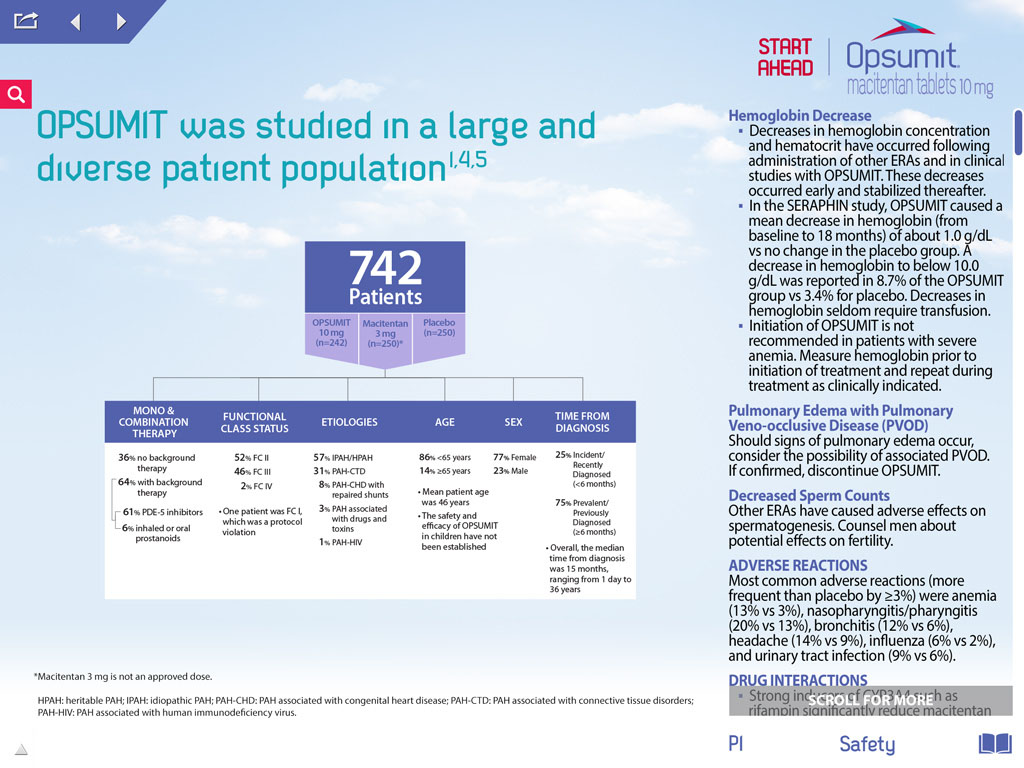 START
AHEAD
Opsumit®
macitentan tablets 10 mg
OPSUMIT was studied in a large and
diverse patient population1,4,5
742
Patients
OPSUMIT
10 mg
(n=242)
Macitentan
3 mg
(n=250)*
Placebo
(n=250)
MONO &
COMBINATION
THERAPY
36% no background
therapy
64% with background
therapy
61% PDE-5 inhibitors
6% inhaled or oral
prostanoids
FUNCTIONAL
CLASS STATUS
52% FC II
46% FC III
2% FC IV
• One patient was FC I,
which was a protocol
violation
ETIOLOGIES
57% IPAH/HPAH
31% PAH-CTD
8% PAH-CHD with
repaired shunts
3% PAH associated
with drugs and
toxins
1% PAH-HIV
AGE
86% <65 years
14% ≥65 years
• Mean patient age
was 46 years
• The safety and
efficacy of OPSUMIT
in children have not
been established
SEX
77% Female
23% Male
TIME FROM
DIAGNOSIS
25% Incident/
Recently
Diagnosed
(<6 months)
75% Prevalent/
Previously
Diagnosed
(≥6 months)
• Overall, the median
time from diagnosis
was 15 months,
ranging from 1 day to
36 years
*Macitentan 3 mg is not an approved dose.
HPAH: heritable PAH; IPAH: idiopathic PAH; PAH-CHD: PAH associated with congenital heart disease; PAH-CTD: PAH associated with connective tissue disorders;
PAH-HIV: PAH associated with human immunodeficiency virus.
Hemoglobin Decrease
▪ Decreases in hemoglobin concentration
and hematocrit have occurred following
administration of other ERAs and in clinical
studies with OPSUMIT. These decreases
occurred early and stabilized thereafter.
▪ In the SERAPHIN study, OPSUMIT caused a
mean decrease in hemoglobin (from
baseline to 18 months) of about 1.0 g/dL
vs no change in the placebo group. A
decrease in hemoglobin to below 10.0
g/dL was reported in 8.7% of the OPSUMIT
group vs 3.4% for placebo. Decreases in
hemoglobin seldom require transfusion.
▪ Initiation of OPSUMIT is not
recommended in patients with severe
anemia. Measure hemoglobin prior to
initiation of treatment and repeat during
treatment as clinically indicated.
Pulmonary Edema with Pulmonary
Veno-occlusive Disease (PVOD)
Should signs of pulmonary edema occur,
consider the possibility of associated PVOD.
If confirmed, discontinue OPSUMIT.
Decreased Sperm Counts
Other ERAs have caused adverse effects on
spermatogenesis. Counsel men about
potential effects on fertility.
ADVERSE REACTIONS
Most common adverse reactions (more
frequent than placebo by ≥3%) were anemia
(13% vs 3%), nasopharyngitis/pharyngitis
(20% vs 13%), bronchitis (12% vs 6%),
headache (14% vs 9%), influenza (6% vs 2%),
and urinary tract infection (9% vs 6%).
DRUG INTERACTIONS
▪ Strong inducers of CYP3A4 such as
SCROLL FOR MORE
rifampin significantly reduce macitentan
PI
Safety